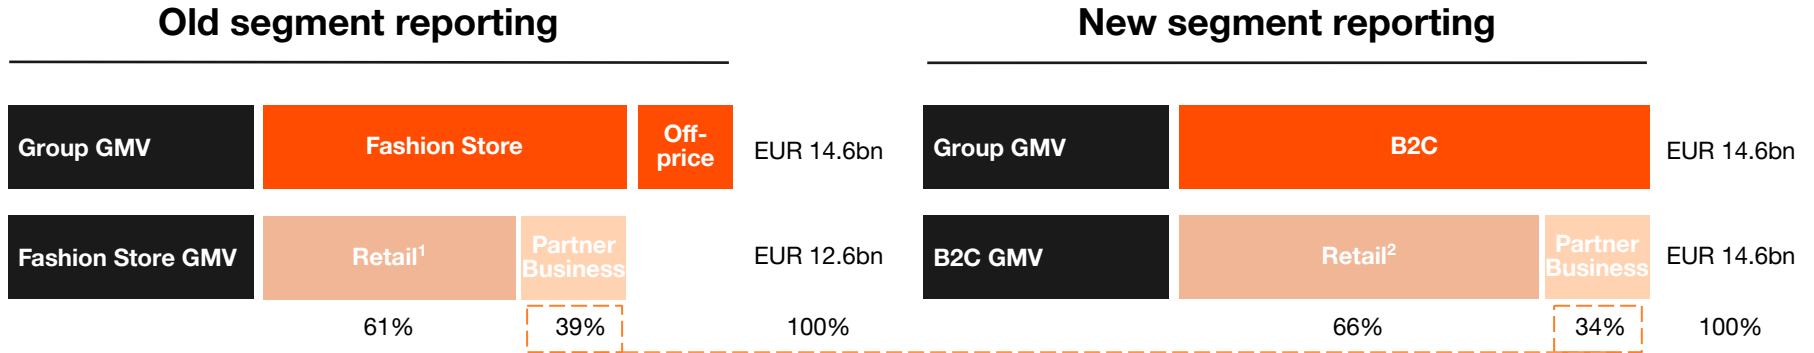 Old segment reporting
New segment reporting
Group GMV
Fashion Store
Off-
price
EUR 14.6bn
Group GMV
B2C
EUR 14.6bn
Fashion Store GMV
Retail¹
Partner
Business
EUR 12.6bn
B2C GMV
Retail²
Partner
Business
EUR 14.6bn
61%
39%
100%
66%
34%
100%